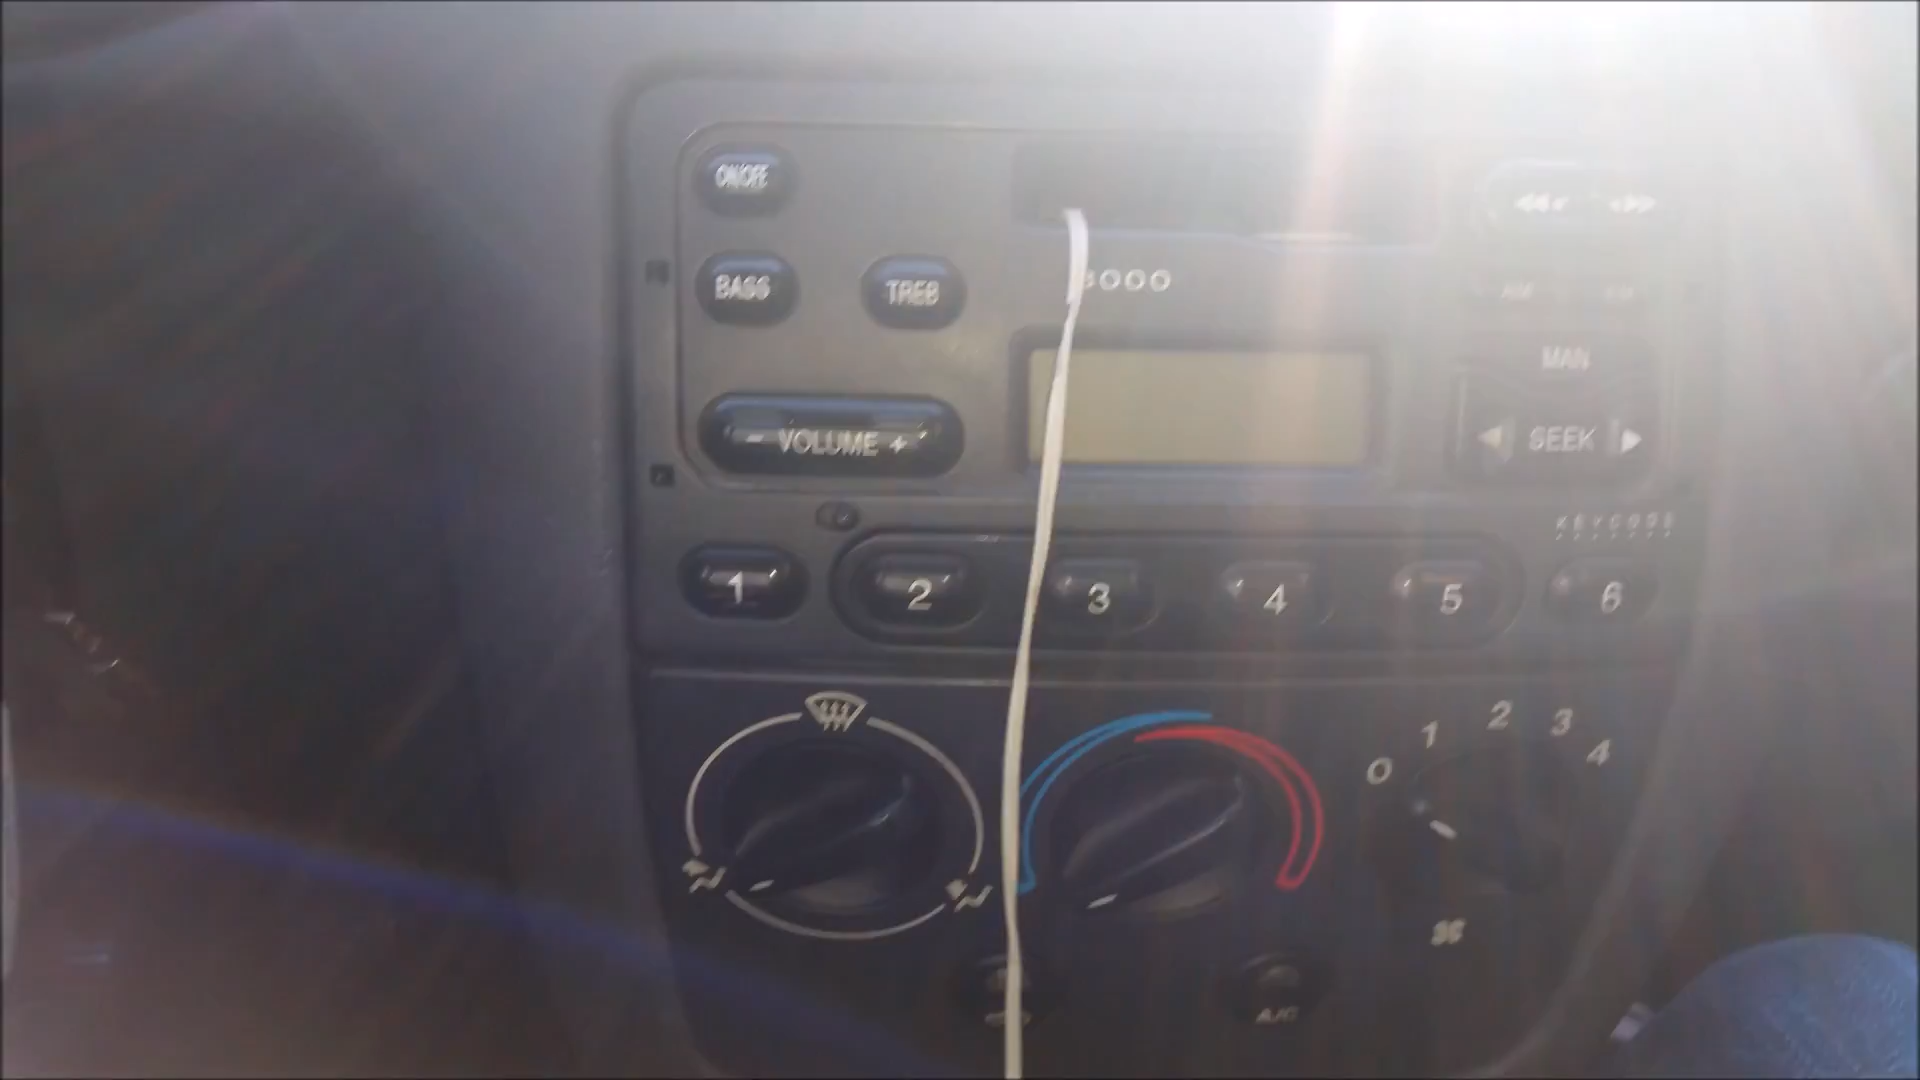 ON/OFF
BASS TREB
000
MAN
- VOLUME +
SEEK
KEYCODE
1 2 3 4 5 6
0 1 2 3 4
A/C